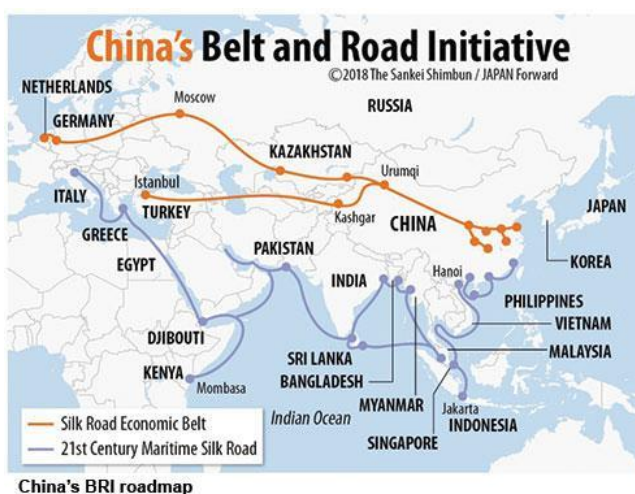 China's Belt and Road Initiative
©2018 The Sankei Shimbun / JAPAN Forward
NETHERLANDS
GERMANY
Moscow
RUSSIA
KAZAKHSTAN
Urumqi
ITALY
Istanbul
TURKEY
Kashgar
CHINA
JAPAN
GREECE
EGYPT
PAKISTAN
INDIA
Hanoi
KOREA
PHILIPPINES
VIETNAM
DJIBOUTI
SRI LANKA
MALAYSIA
KENYA
Mombasa
BANGLADESH
MYANMAR
Jakarta
INDONESIA
Indian Ocean
SINGAPORE
Silk Road Economic Belt
21st Century Maritime Silk Road
China's BRI roadmap